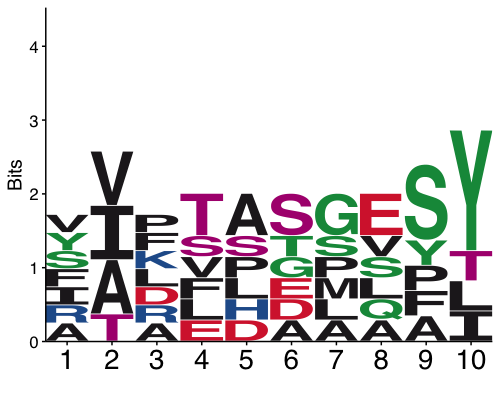 4
3
2
1
0
Bits
V Y S F I R A
V I A T
P F K L D R A
T S V F L E
A S P L H D
S T G E D A
G S P M L A
E V S L Q A
S Y P F A
Y T L I
1 2 3 4 5 6 7 8 9 10